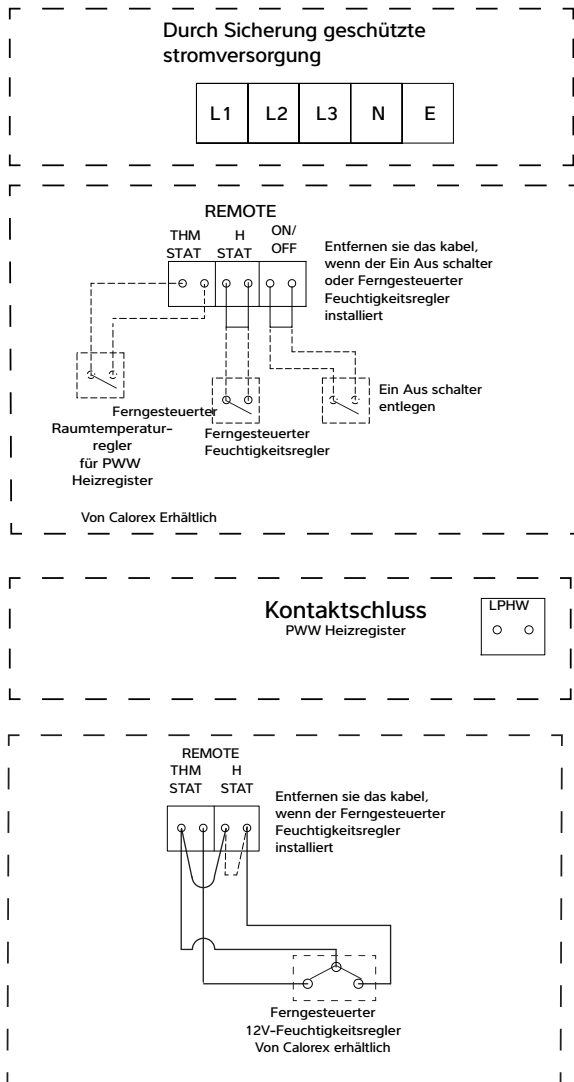 Durch Sicherung geschützte
stromversorgung
L1 L2 L3 N E
REMOTE
THM H ON/
STAT STAT OFF
Entfernen sie das kabel,
wenn der Ein Aus schalter
oder Ferngesteuerter
Feuchtigkeitsregler
installiert
Ein Aus schalter
entlegen
Ferngesteuerter
Raumtemperatur-
regler
für PWW
Heizregister
Ferngesteuerter
Feuchtigkeitsregler
Von Calorex Erhältlich
Kontaktschluss
PWW Heizregister
LPHW
REMOTE
THM H
STAT STAT
Entfernen sie das kabel,
wenn der Ferngesteuerter
Feuchtigkeitsregler
installiert
Ferngesteuerter
12V-Feuchtigkeitsregler
Von Calorex erhältlich